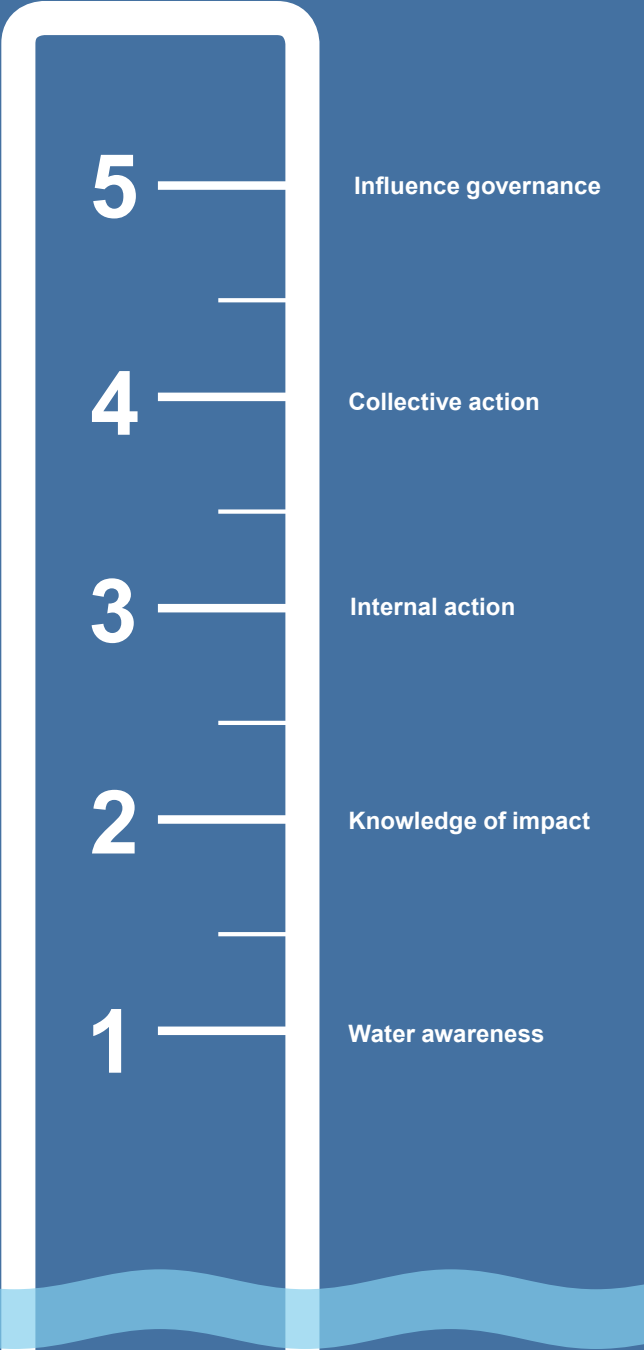 5 Influence governance
4 Collective action
3 Internal action
2 Knowledge of impact
1 Water awareness